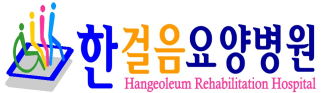 한걸음요양병원
Hangeoleum Rehabilitation Hospital